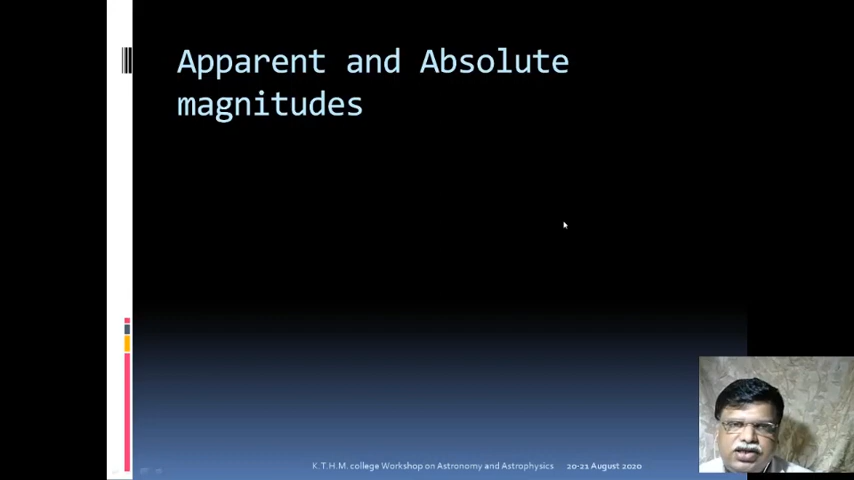 Apparent and Absolute
magnitudes
K.T.H.M. college Workshop on Astronomy and Astrophysics 20-21 August 2020